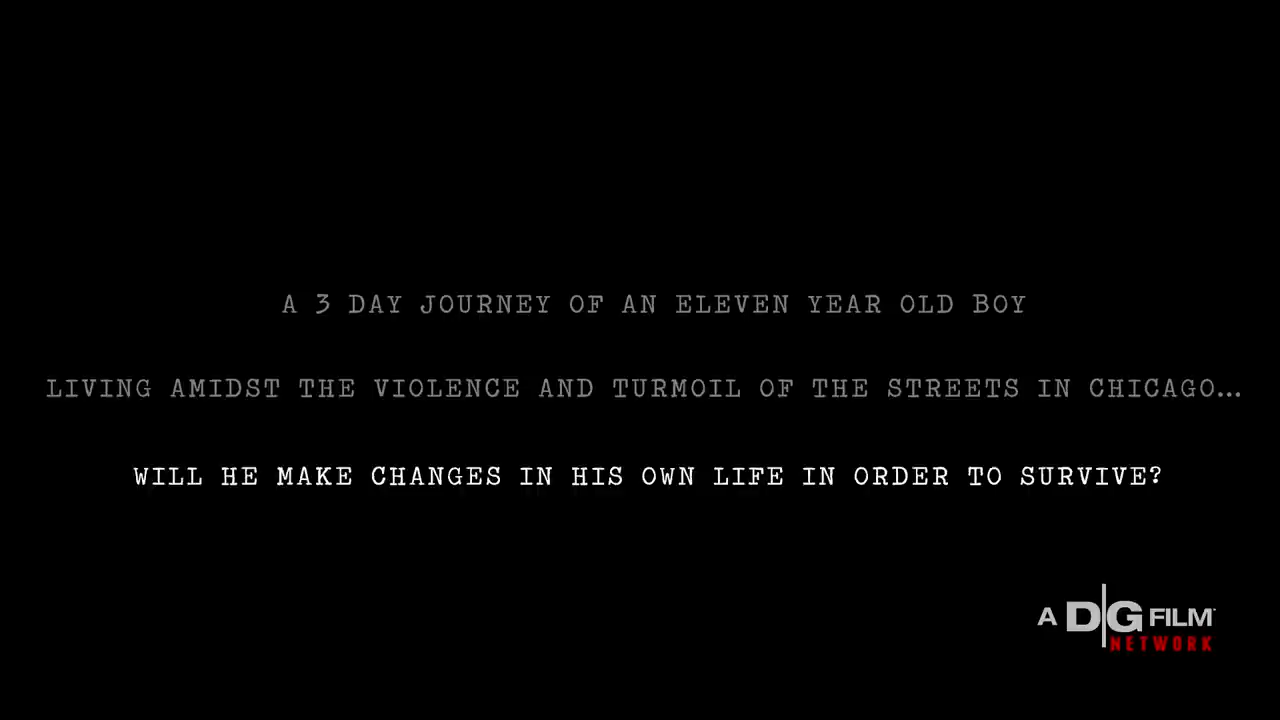 A 3 DAY JOURNEY OF AN ELEVEN YEAR OLD BOY
LIVING AMIDST THE VIOLENCE AND TURMOIL OF THE STREETS IN CHICAGO...
WILL HE MAKE CHANGES IN HIS OWN LIFE IN ORDER TO SURVIVE?
A D|G FILM
NETWORK